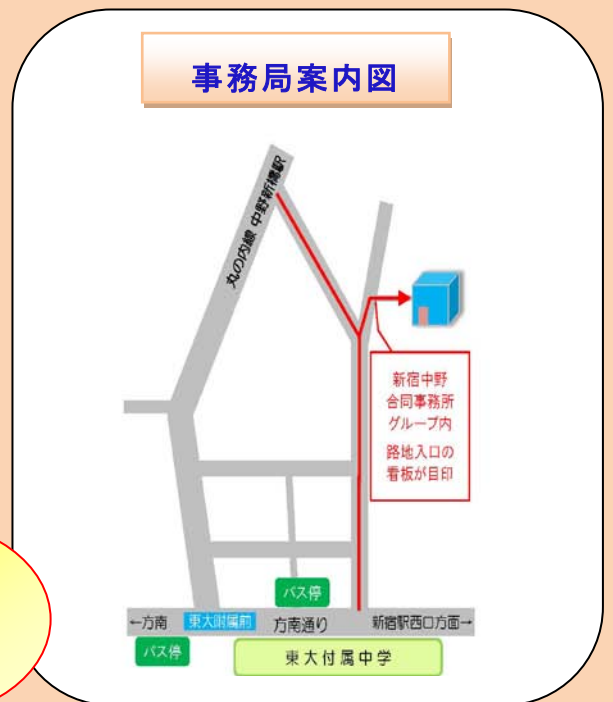 事務局案内図
丸の内線 中野新橋駅
新宿中野
合同事務所
グループ内
路地入口の
看板が目印
バス停
←方南
東大附属前
方南通り
新宿駅西口方面→
バス停
東大付属中学